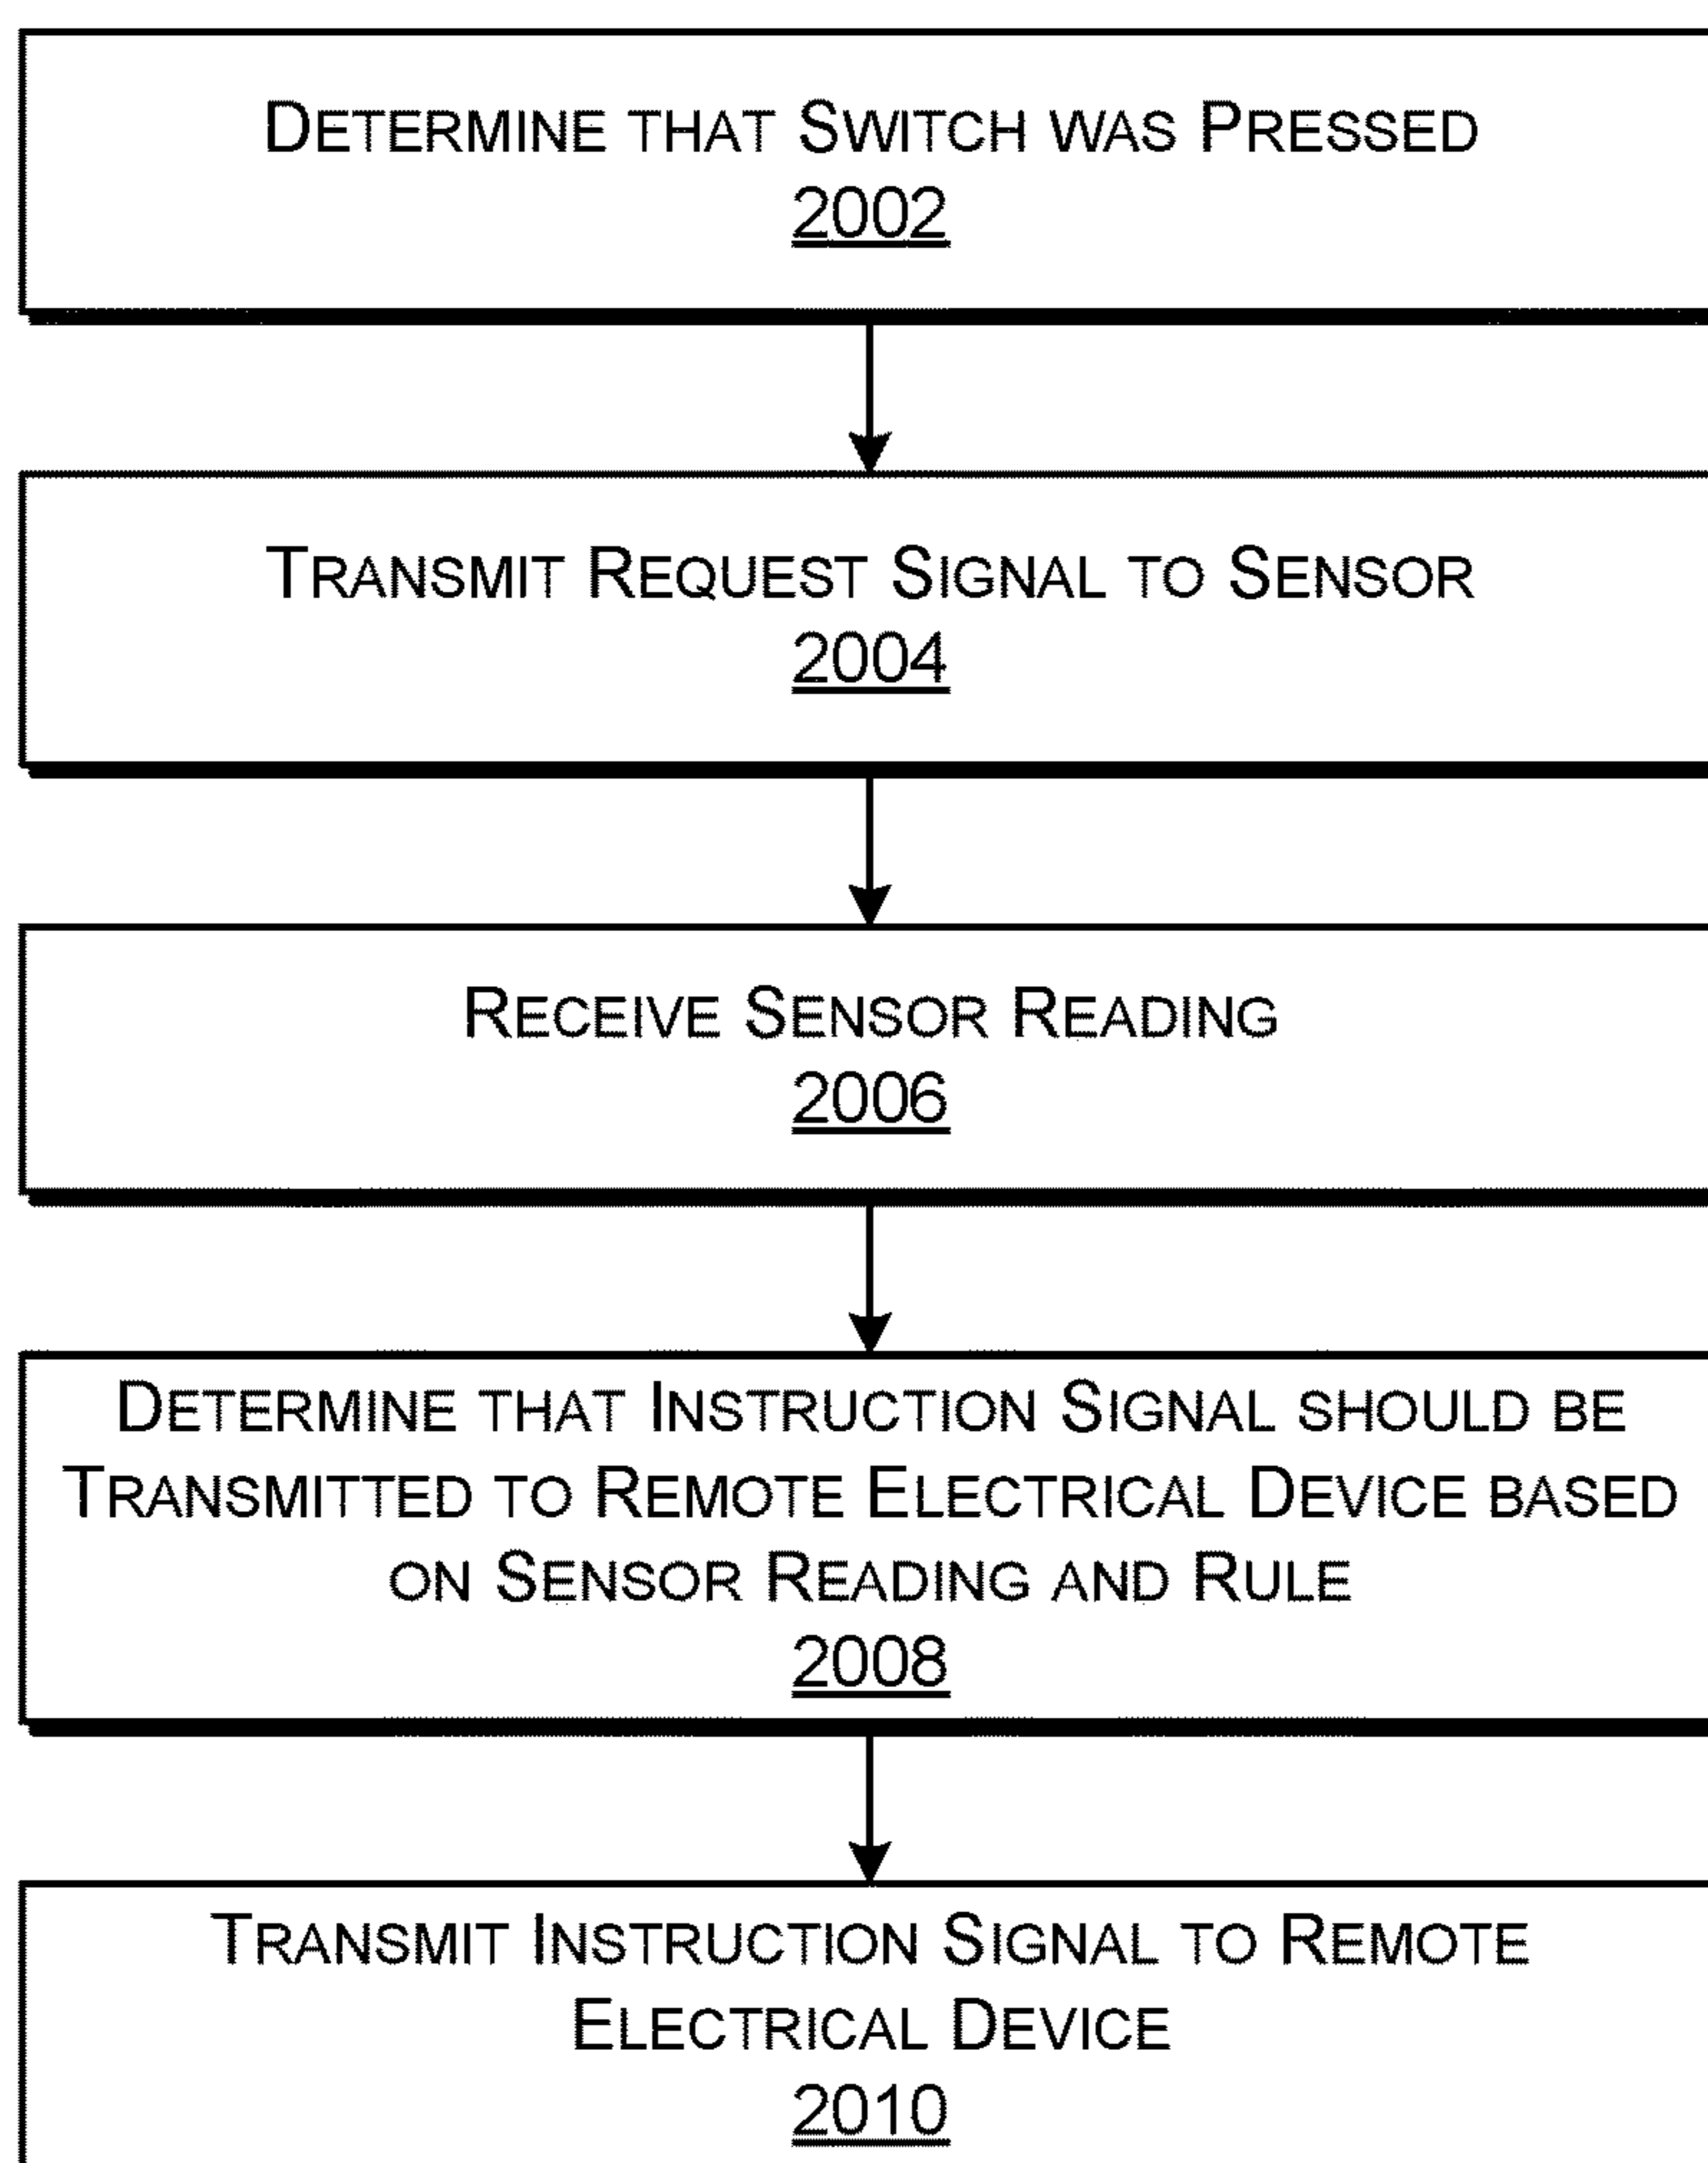 DETERMINE THAT SWITCH WAS PRESSED
2002
TRANSMIT REQUEST SIGNAL TO SENSOR
2004
RECEIVE SENSOR READING
2006
DETERMINE THAT INSTRUCTION SIGNAL SHOULD BE
TRANSMITTED TO REMOTE ELECTRICAL DEVICE BASED
ON SENSOR READING AND RULE
2008
TRANSMIT INSTRUCTION SIGNAL TO REMOTE
ELECTRICAL DEVICE
2010